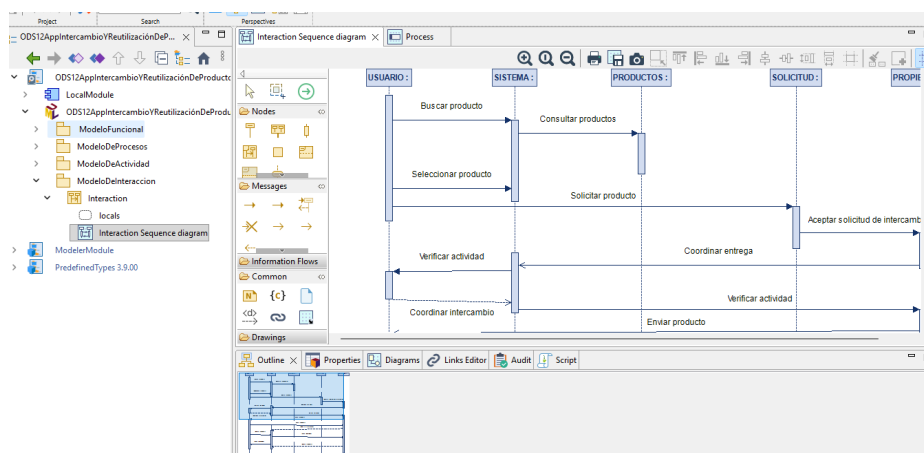 Project Search Perspectives
ODS12AppIntercambioYReutilizaciónDeP...
Interaction Sequence diagram
Process
ODS12AppIntercambioYReutilizaciónDeProducto
LocalModule
ODS12AppIntercambioYReutilizaciónDeProdu
ModeloFuncional
ModeloDeProcesos
ModeloDeActividad
ModeloDeInteraccion
Interaction
locals
Interaction Sequence diagram
ModelerModule
PredefinedTypes 3.9.00
Nodes
Messages
Information Flows
Common
N {c}
<d>
Drawings
USUARIO : SISTEMA : PRODUCTOS : SOLICITUD : PROPIE
Buscar producto
Consultar productos
Seleccionar producto
Solicitar producto
Aceptar solicitud de intercamb
Coordinar entrega
Verificar actividad
Verificar actividad
Coordinar intercambio
Enviar producto
Outline Properties Diagrams Links Editor Audit Script